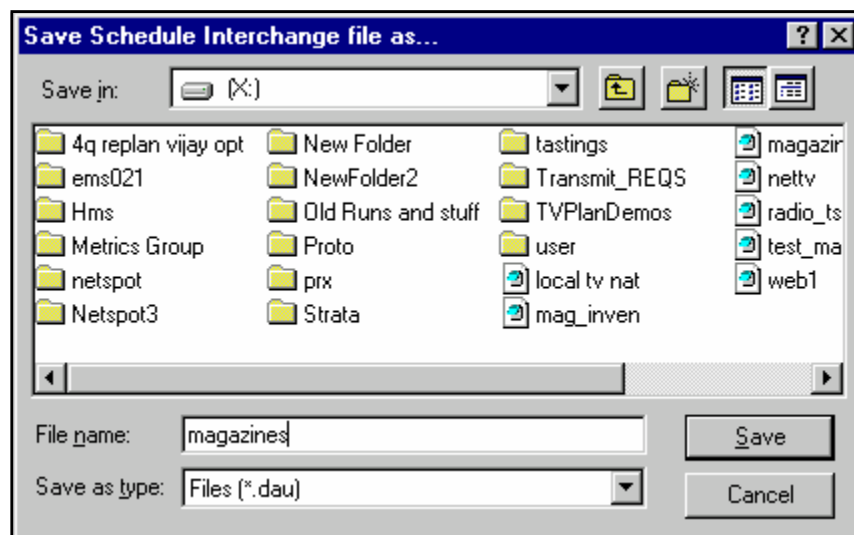 Save Schedule Interchange file as...
Save in: (X:)
4q replan vijay opt
ems021
Hms
Metrics Group
netspot
Netspot3
New Folder
NewFolder2
Old Runs and stuff
Proto
prx
Strata
tastings
Transmit_REQS
TVPlanDemos
user
local tv nat
mag_inven
magazin
nettv
radio_ts
test_ma
web1
File name: magazines
Save
Save as type: Files (*.dau)
Cancel